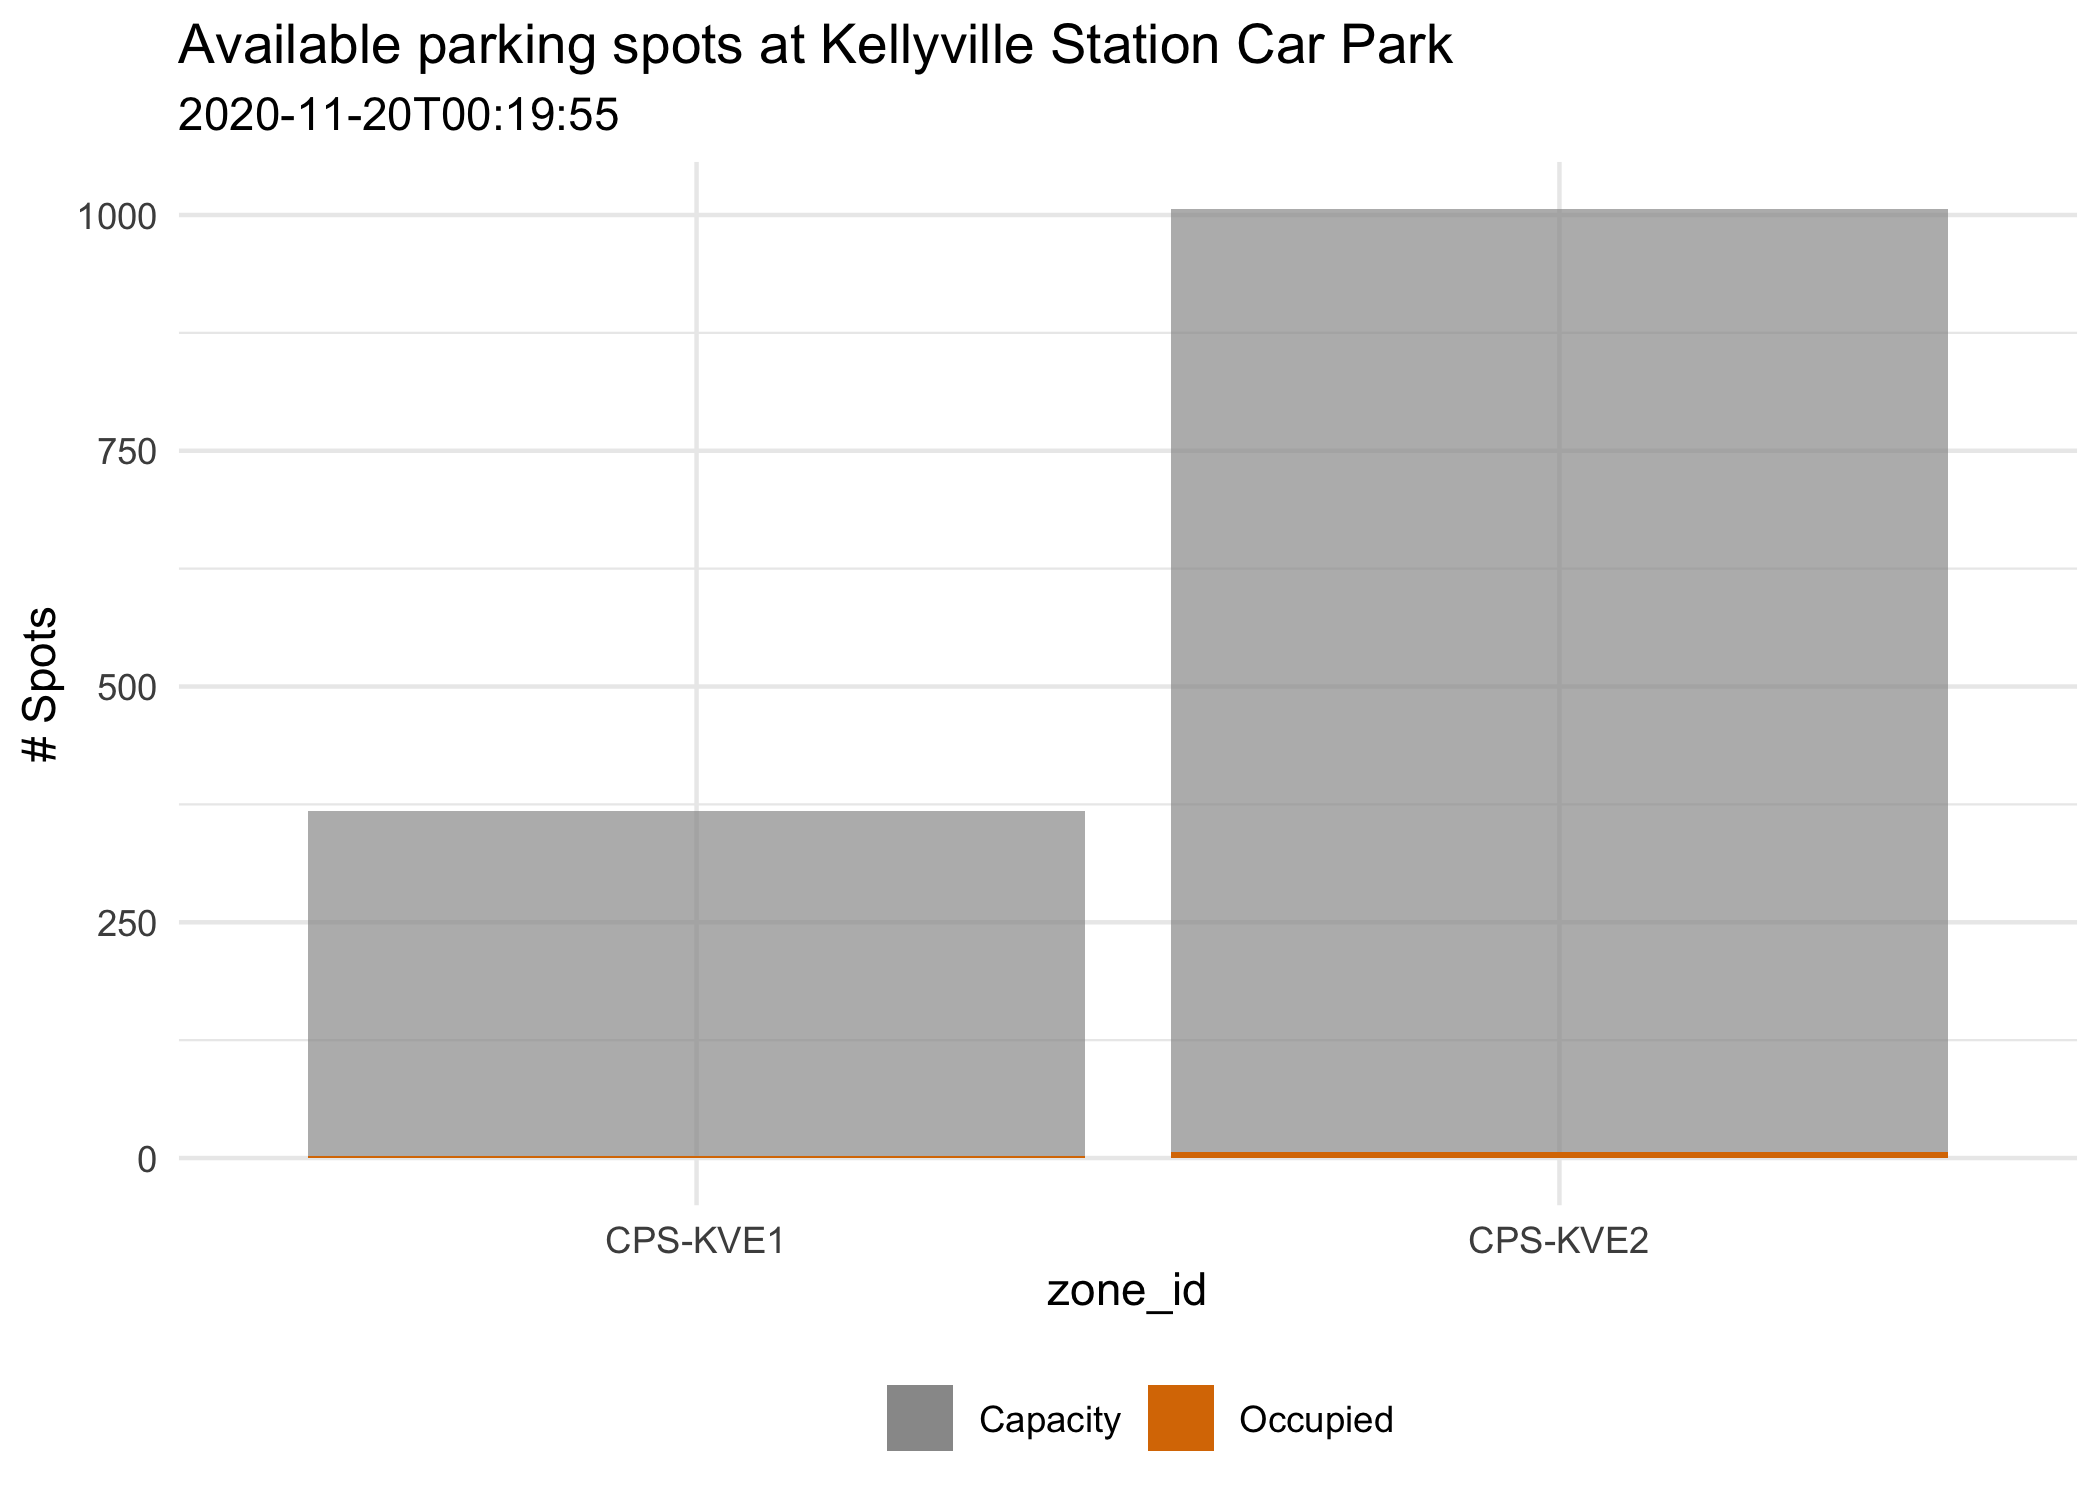 Available parking spots at Kellyville Station Car Park
2020-11-20T00:19:55
# Spots
1000
750
500
250
0
CPS-KVE1
CPS-KVE2
zone_id
Capacity
Occupied